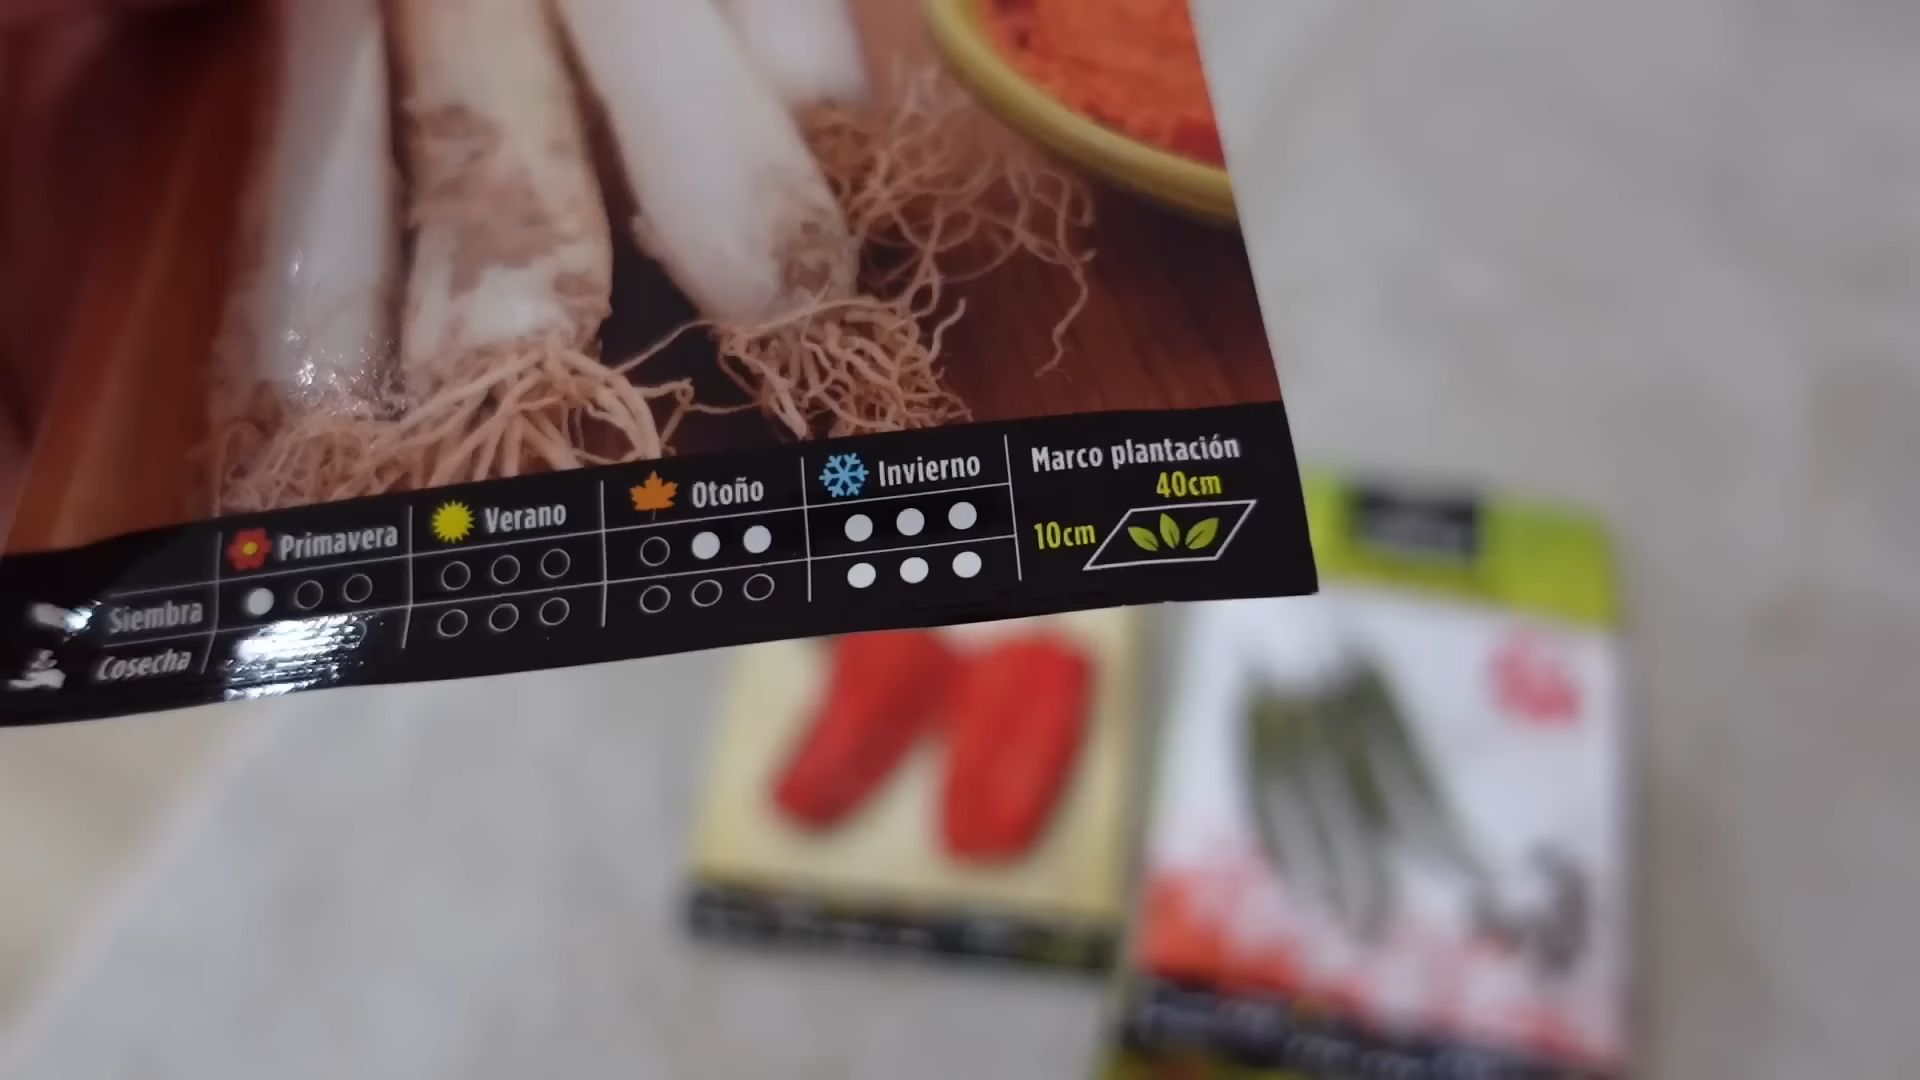 Primavera Verano Otoño Invierno Marco plantación
40cm
10cm
Siembra
Cosecha